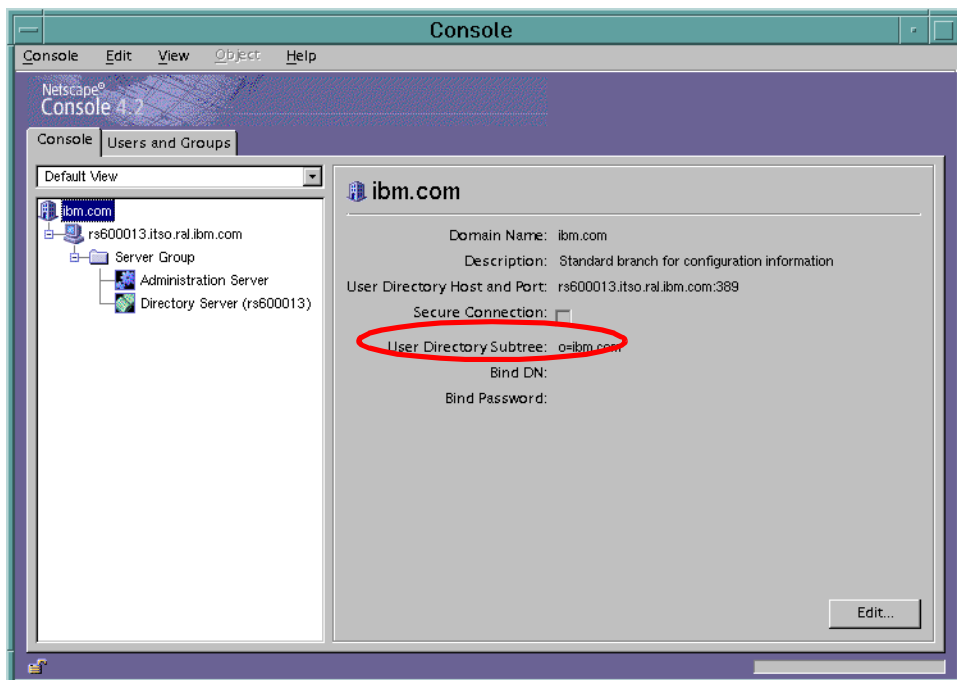 Console
Console Edit View Object Help
Netscape®
Console 4.2
Console Users and Groups
Default View
ibm.com
rs600013.itso.ral.ibm.com
Server Group
Administration Server
Directory Server (rs600013)
ibm.com
Domain Name: ibm.com
Description: Standard branch for configuration information
User Directory Host and Port: rs600013.itso.ral.ibm.com:389
Secure Connection:
User Directory Subtree: o=ibm.com
Bind DN:
Bind Password:
Edit...